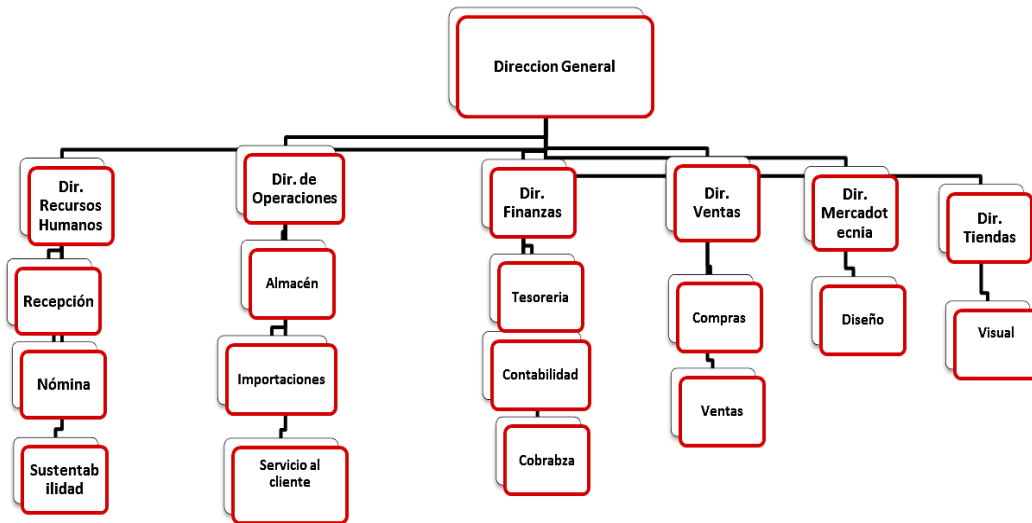 Direccion General
Dir.
Recursos
Humanos
Dir. de
Operaciones
Dir.
Finanzas
Dir.
Ventas
Dir.
Mercadot
ecnia
Dir.
Tiendas
Recepción
Almacén
Tesoreria
Compras
Diseño
Visual
Nómina
Importaciones
Contabilidad
Ventas
Sustentab
ilidad
Servicio al
cliente
Cobrabza